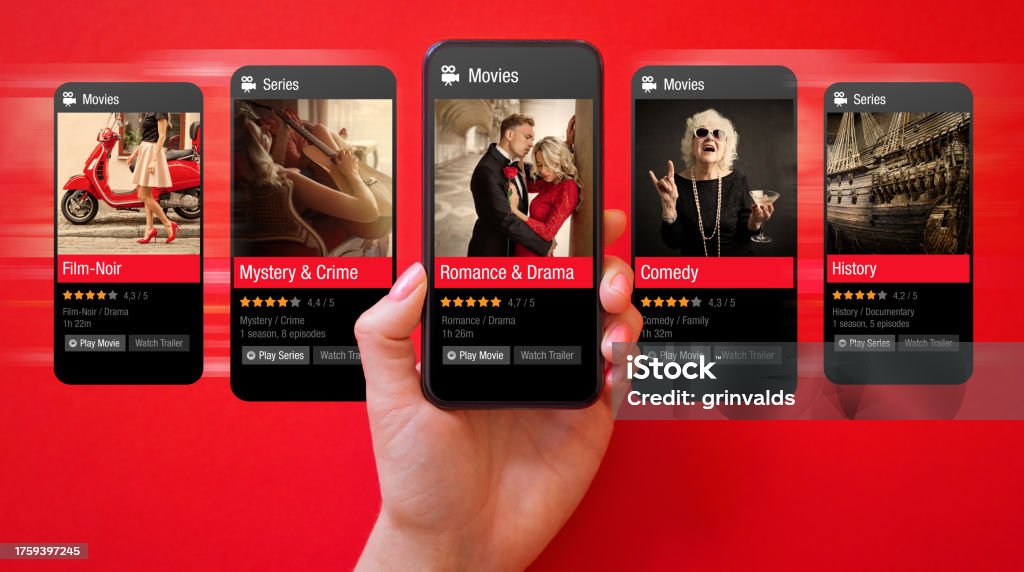 Movies
Film-Noir
4,3 / 5
Film-Noir / Drama
1h 22m
Play Movie
Watch Trailer
Series
Mystery & Crime
4,4 / 5
Mystery / Crime
1 season, 8 episodes
Play Series
Watch Tra
Movies
Romance & Drama
4,7 / 5
Romance / Drama
1h 26m
Play Movie
Watch Trailer
Movies
Comedy
4,3 / 5
Comedy / Family
1h 32m
Play Movie
Watch Trailer
Series
History
4,2 / 5
History / Documentary
1 season, 5 episodes
Play Series
Watch Trailer
iStock™
Credit: grinvalds
1759397245